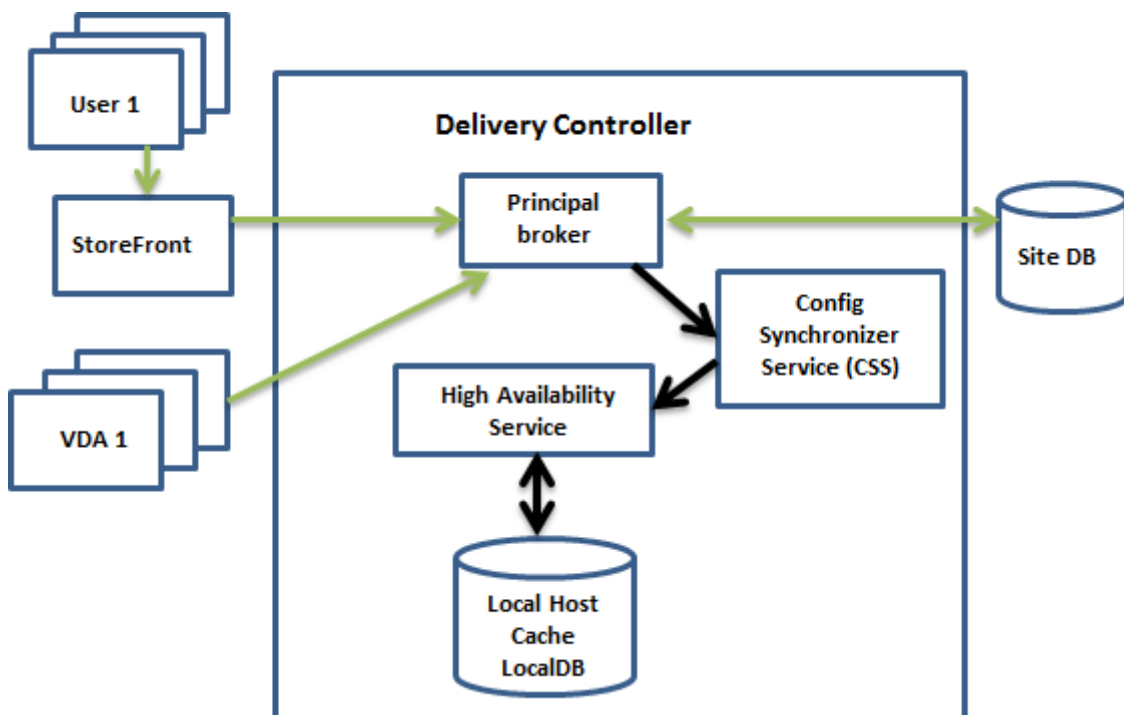 User 1
Delivery Controller
StoreFront
Principal
broker
Site DB
Config
Synchronizer
Service (CSS)
High Availability
Service
VDA 1
Local Host
Cache
LocalDB